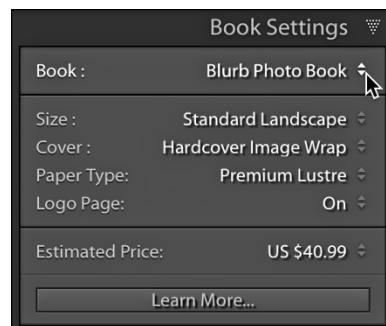 Book Settings
Book : Blurb Photo Book
Size : Standard Landscape
Cover : Hardcover Image Wrap
Paper Type: Premium Lustre
Logo Page: On
Estimated Price: US $40.99
Learn More...